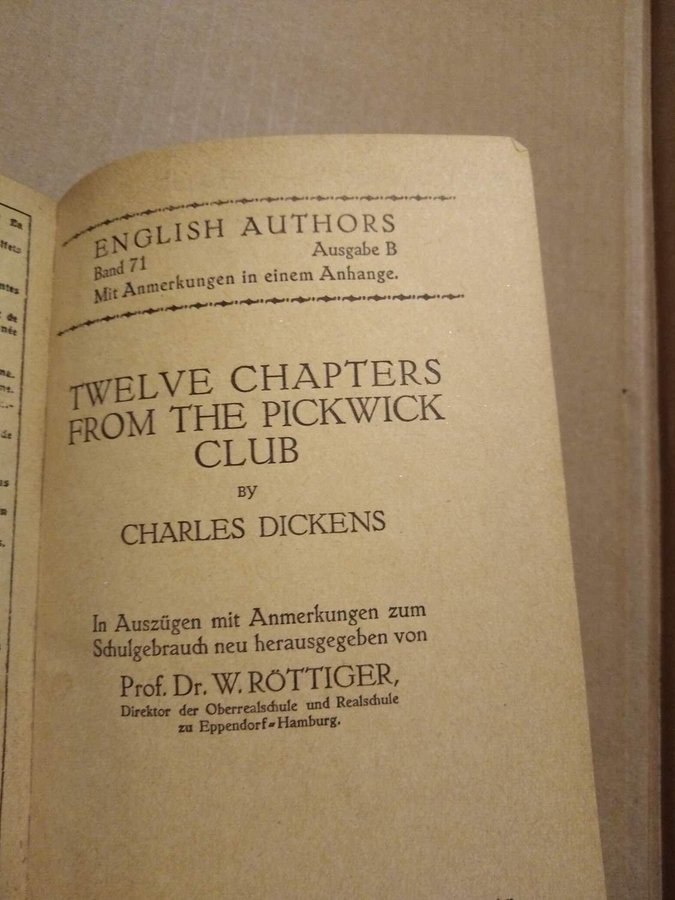 ENGLISH AUTHORS
Band 71 Ausgabe B
Mit Anmerkungen in einem Anhange.
TWELVE CHAPTERS
FROM THE PICKWICK
CLUB
BY
CHARLES DICKENS
In Auszügen mit Anmerkungen zum
Schulgebrauch neu herausgegeben von
Prof. Dr. W. RÖTTIGER,
Direktor der Oberrealschule und Realschule
zu Eppendorf-Hamburg.